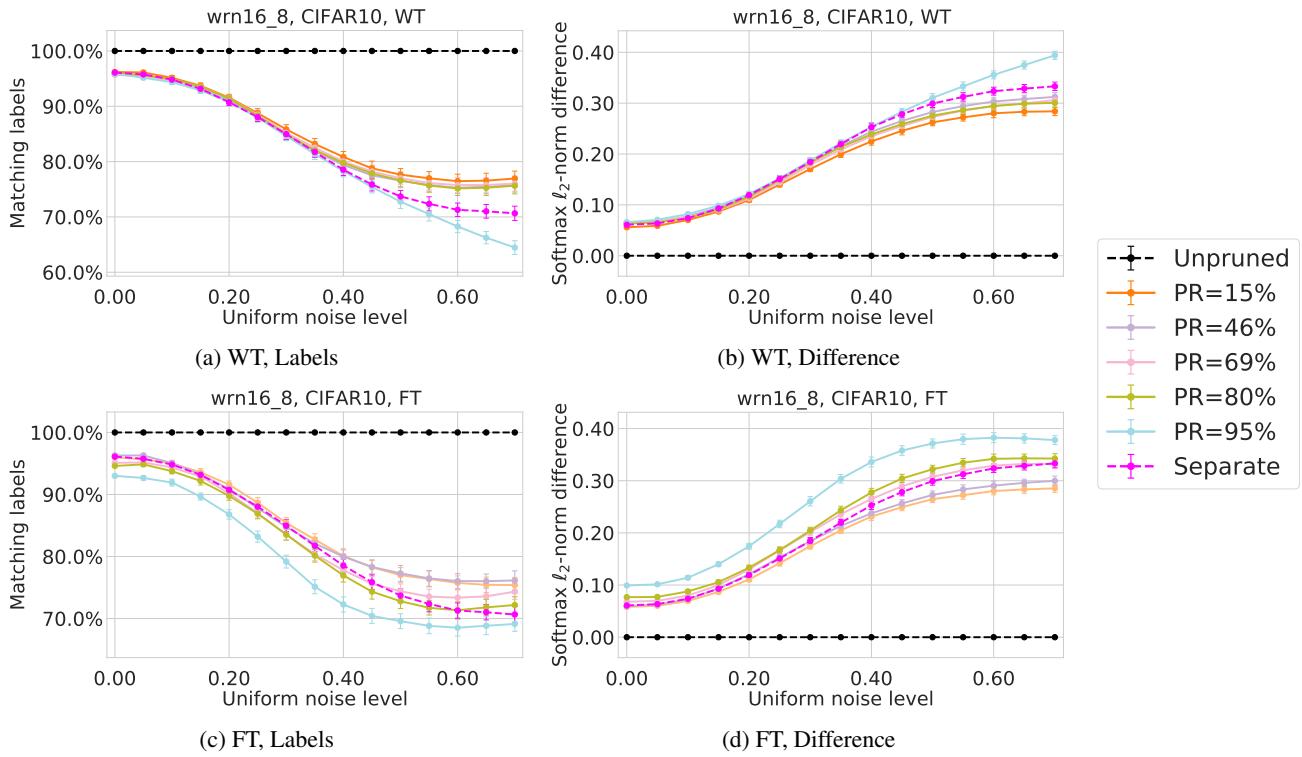 wrn16_8, CIFAR10, WT
Matching labels
100.0%
90.0%
80.0%
70.0%
60.0%
0.00 0.20 0.40 0.60
Uniform noise level
(a) WT, Labels
wrn16_8, CIFAR10, WT
Softmax ℓ2-norm difference
0.40
0.30
0.20
0.10
0.00
0.00 0.20 0.40 0.60
Uniform noise level
(b) WT, Difference
wrn16_8, CIFAR10, FT
Matching labels
100.0%
90.0%
80.0%
70.0%
0.00 0.20 0.40 0.60
Uniform noise level
(c) FT, Labels
wrn16_8, CIFAR10, FT
Softmax ℓ2-norm difference
0.40
0.30
0.20
0.10
0.00
0.00 0.20 0.40 0.60
Uniform noise level
(d) FT, Difference
Unpruned
PR=15%
PR=46%
PR=69%
PR=80%
PR=95%
Separate